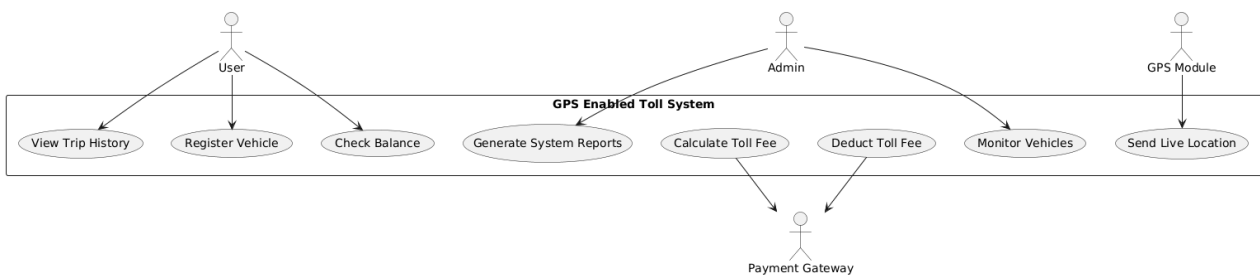 User
Admin
GPS Module
GPS Enabled Toll System
View Trip History
Register Vehicle
Check Balance
Generate System Reports
Calculate Toll Fee
Deduct Toll Fee
Monitor Vehicles
Send Live Location
Payment Gateway